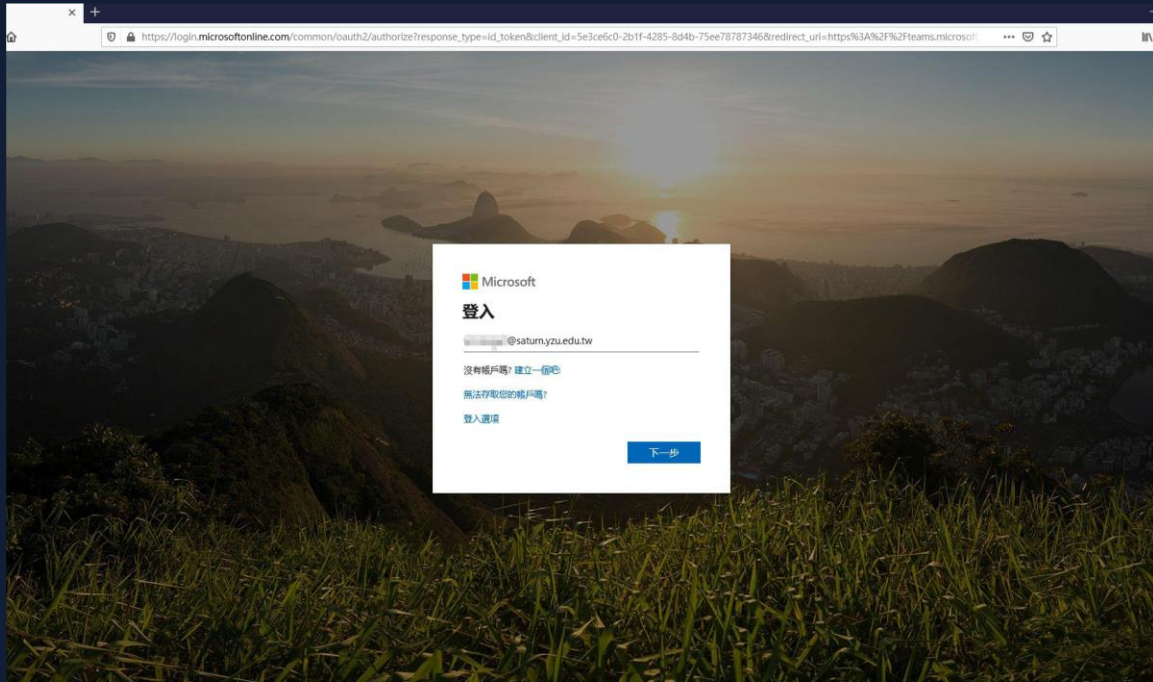 https://login.microsoftonline.com/common/oauth2/authorize?response_type=id_token&client_id=5e3ce6c0-2b1f-4285-8d4b-75ee78787346&redirect_uri=https%3A%2F%2Fteams.microsoft
Microsoft
登入
@saturn.yzu.edu.tw
沒有帳戶嗎? 建立一個吧!
無法存取您的帳戶嗎?
登入選項
下一步